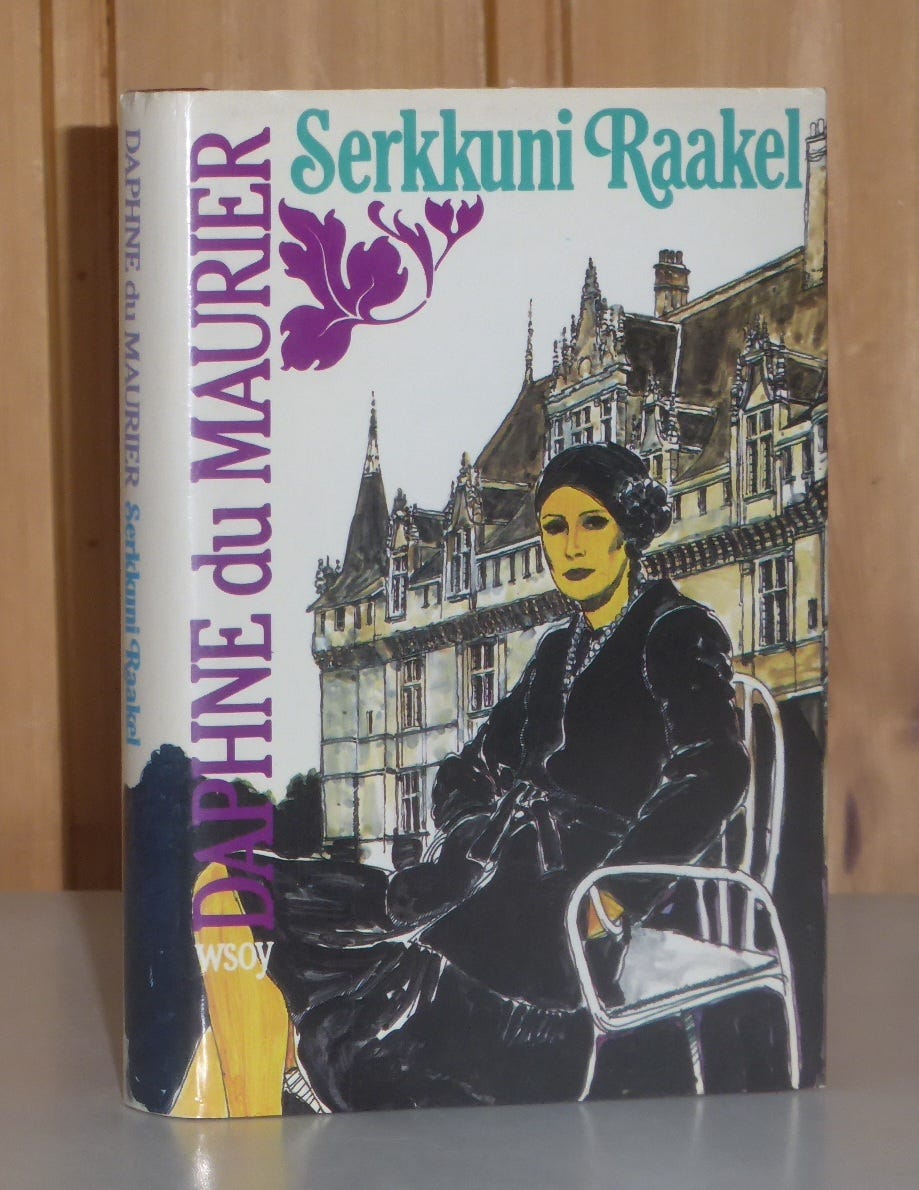 Serkkuni Raakel
DAPHNE du MAURIER
wsoy
DAPHNE du MAURIER Serkkuni Raakel